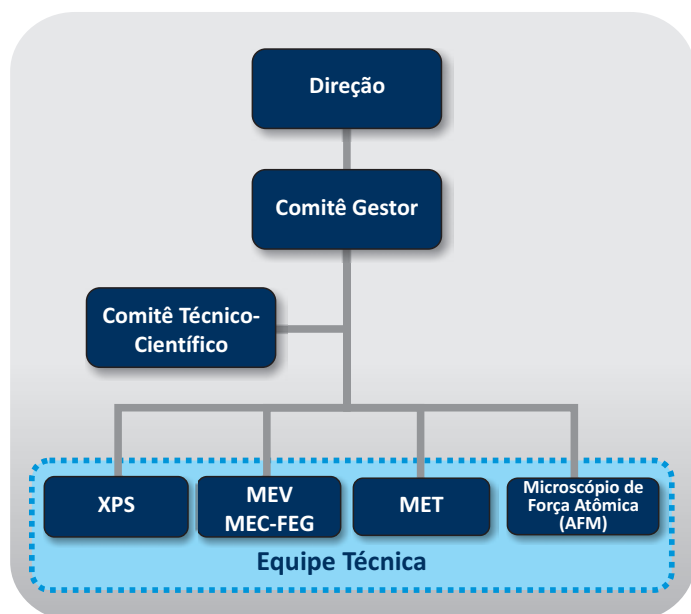 Direção
Comitê Gestor
Comitê Técnico-
Científico
XPS
MEV
MEC-FEG
MET
Microscópio de
Força Atômica
(AFM)
Equipe Técnica